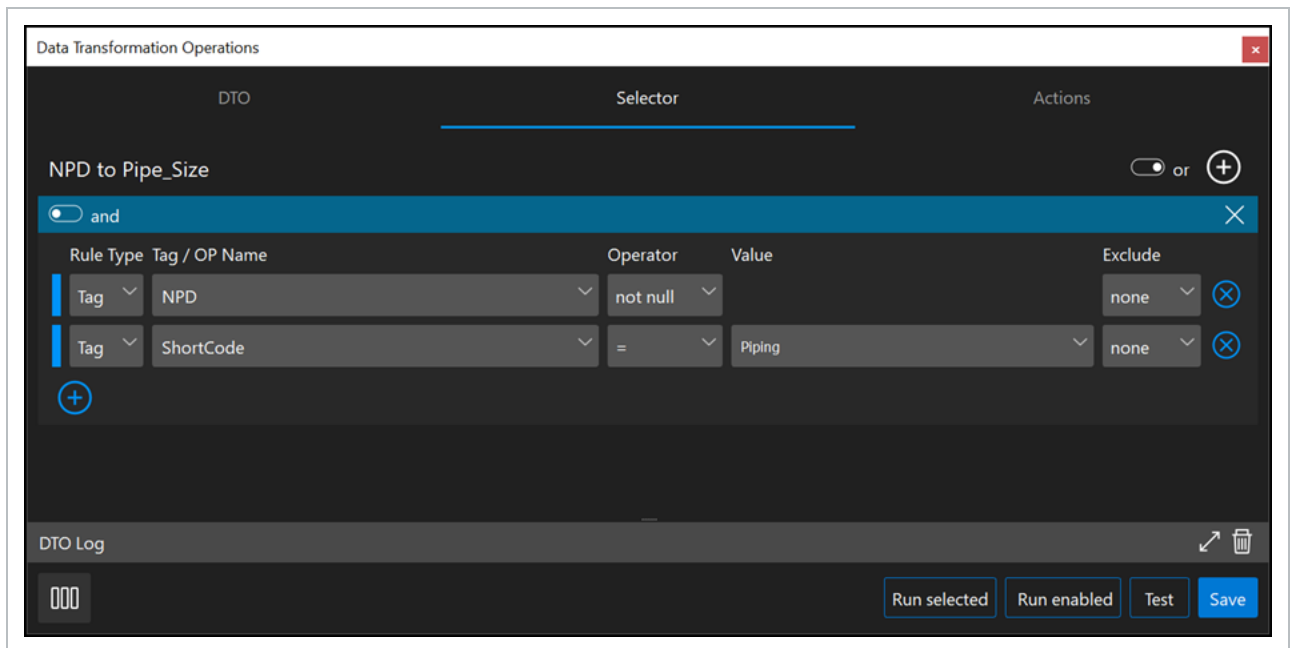 Data Transformation Operations
DTO Selector Actions
NPD to Pipe_Size or
and
Rule Type Tag / OP Name Operator Value Exclude
Tag NPD not null none
Tag ShortCode = Piping none
DTO Log
Run selected Run enabled Test Save